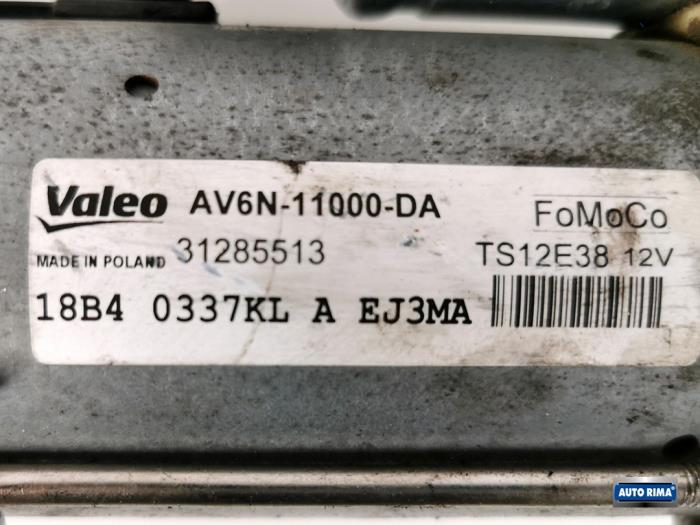 Valeo AV6N-11000-DA FoMoCo
MADE IN POLAND 31285513 TS12E38 12V
18B4 0337KL A EJ3MA
AUTO RIMA